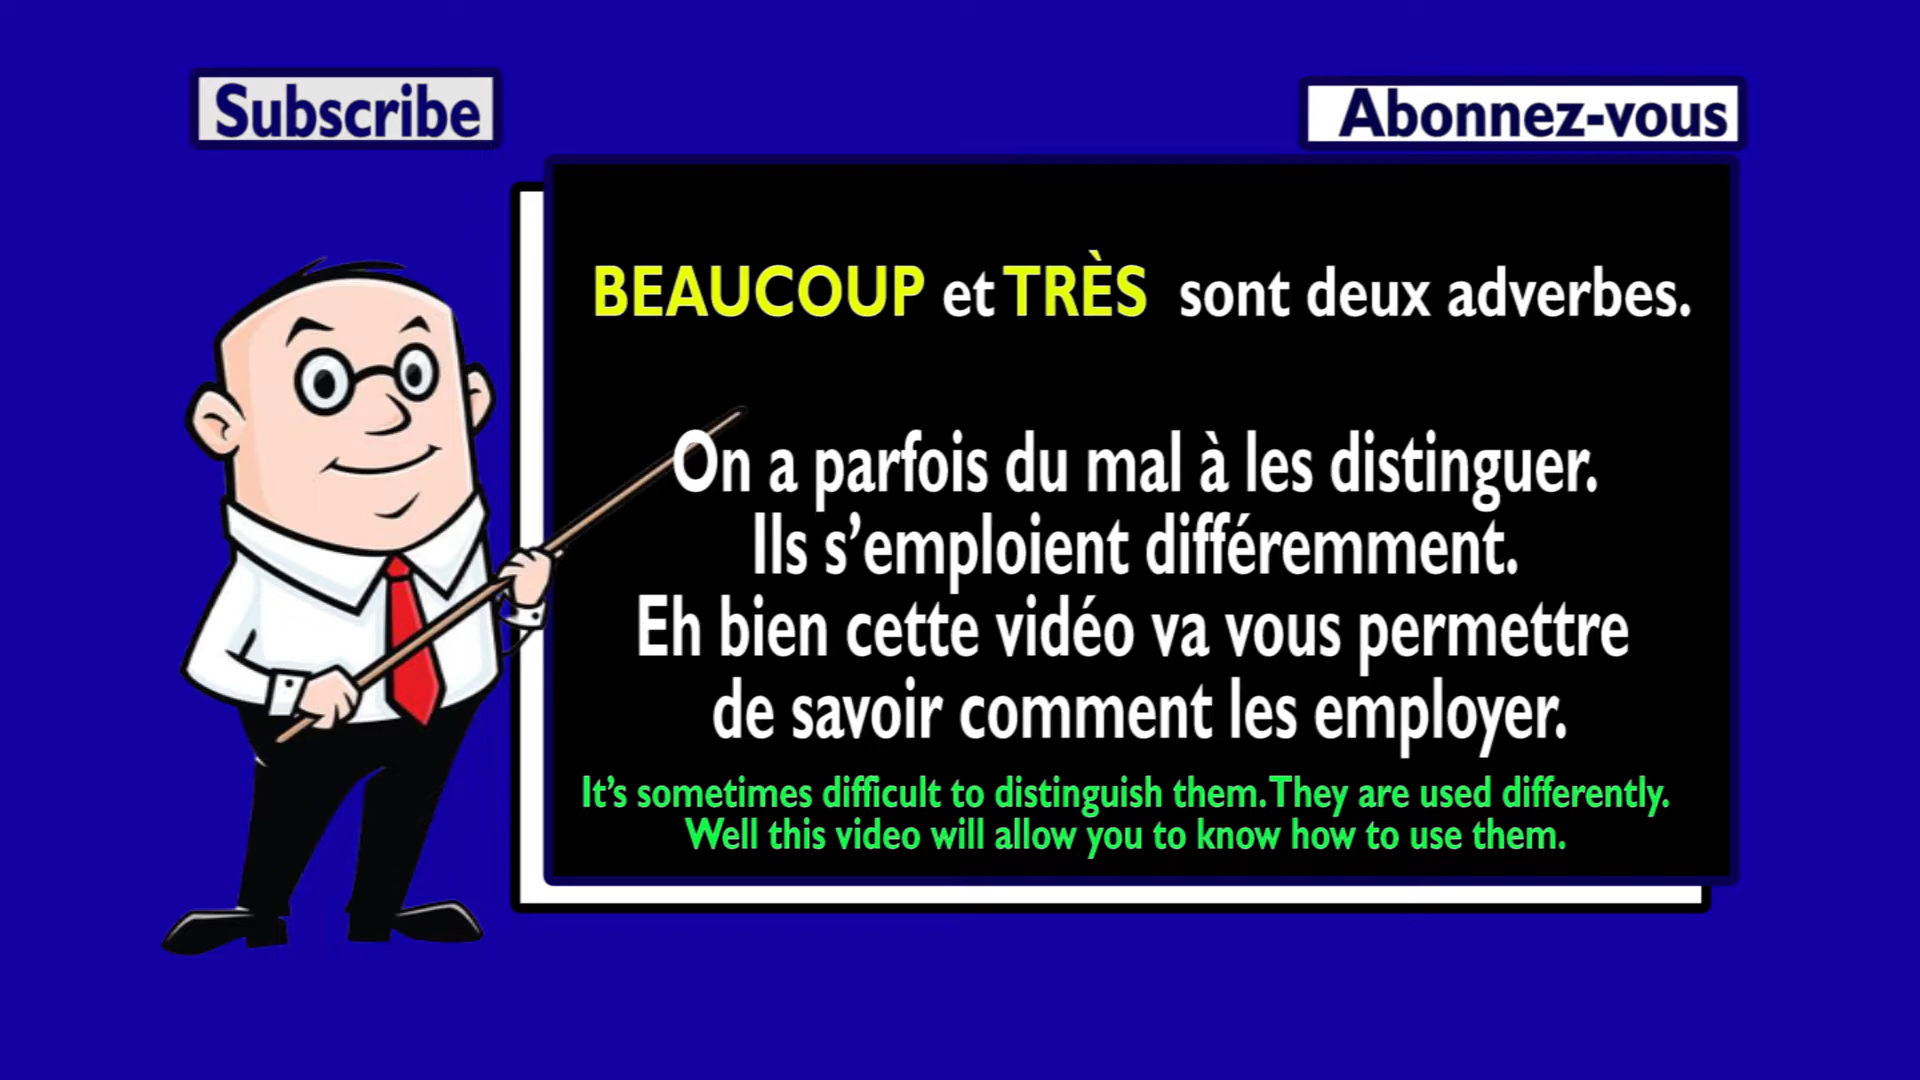 Subscribe
Abonnez-vous
BEAUCOUP et TRÈS sont deux adverbes.
On a parfois du mal à les distinguer.
Ils s’emploient différemment.
Eh bien cette vidéo va vous permettre
de savoir comment les employer.
It’s sometimes difficult to distinguish them. They are used differently.
Well this video will allow you to know how to use them.